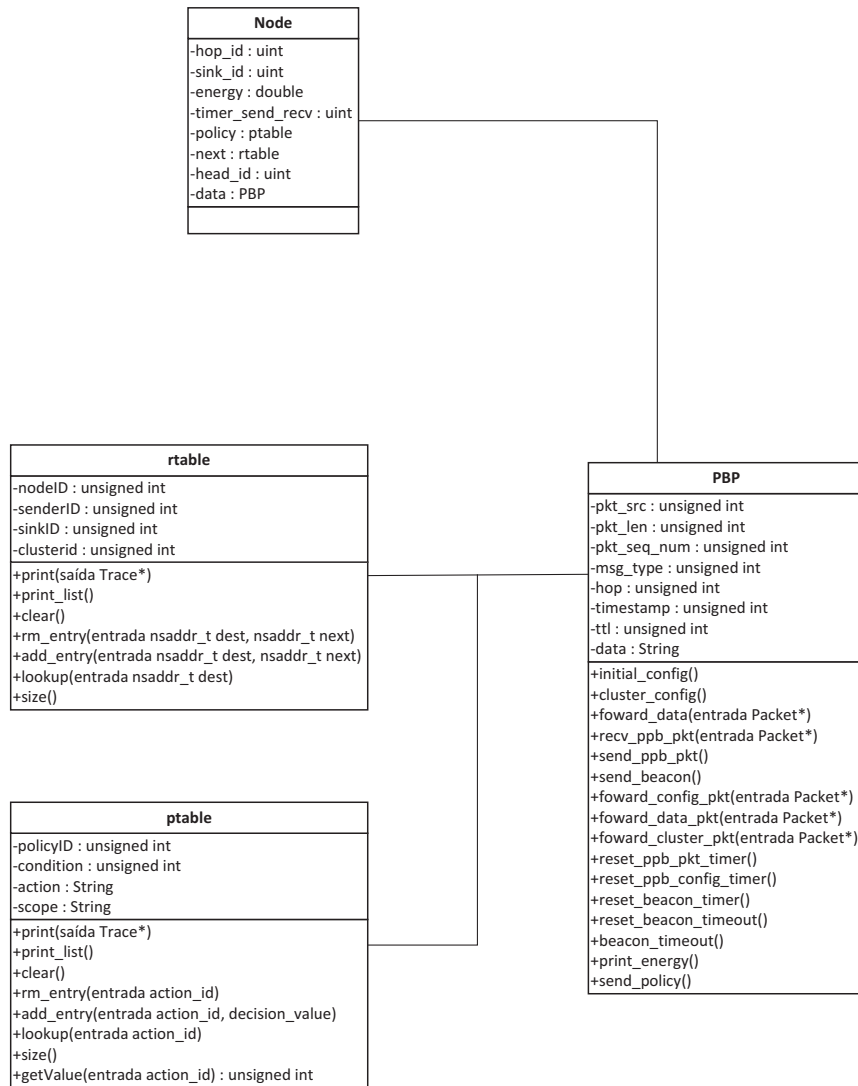 Node
-hop_id : uint
-sink_id : uint
-energy : double
-timer_send_recv : uint
-policy : ptable
-next : rtable
-head_id : uint
-data : PBP
rtable
-nodeID : unsigned int
-senderID : unsigned int
-sinkID : unsigned int
-clusterid : unsigned int
+print(saída Trace*)
+print_list()
+clear()
+rm_entry(entrada nsaddr_t dest, nsaddr_t next)
+add_entry(entrada nsaddr_t dest, nsaddr_t next)
+lookup(entrada nsaddr_t dest)
+size()
PBP
-pkt_src : unsigned int
-pkt_len : unsigned int
-pkt_seq_num : unsigned int
-msg_type : unsigned int
-hop : unsigned int
-timestamp : unsigned int
-ttl : unsigned int
-data : String
+initial_config()
+cluster_config()
+foward_data(entrada Packet*)
+recv_ppb_pkt(entrada Packet*)
+send_ppb_pkt()
+send_beacon()
+foward_config_pkt(entrada Packet*)
+foward_data_pkt(entrada Packet*)
+foward_cluster_pkt(entrada Packet*)
+reset_ppb_pkt_timer()
+reset_ppb_config_timer()
+reset_beacon_timer()
+reset_beacon_timeout()
+beacon_timeout()
+print_energy()
+send_policy()
ptable
-policyID : unsigned int
-condition : unsigned int
-action : String
-scope : String
+print(saída Trace*)
+print_list()
+clear()
+rm_entry(entrada action_id)
+add_entry(entrada action_id, decision_value)
+lookup(entrada action_id)
+size()
+getValue(entrada action_id) : unsigned int